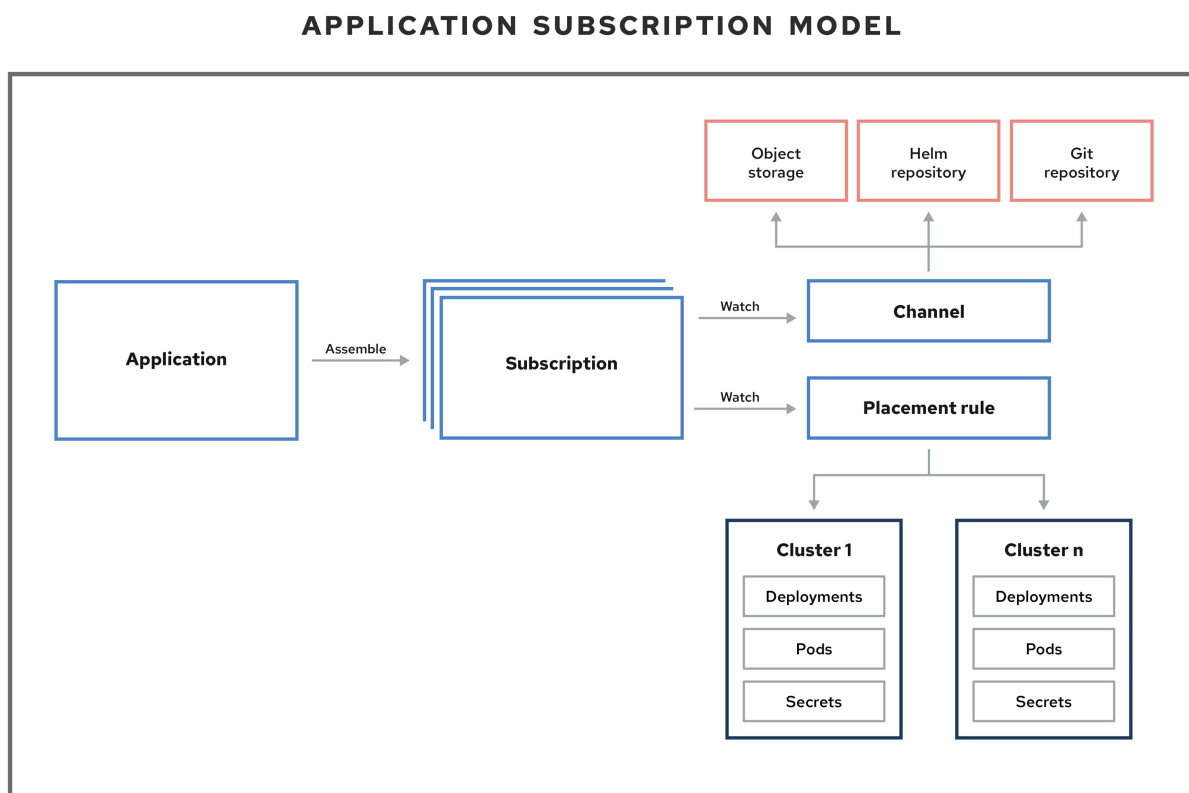 APPLICATION SUBSCRIPTION MODEL
Object
storage
Helm
repository
Git
repository
Application
Assemble
Subscription
Watch
Channel
Watch
Placement rule
Cluster 1
Deployments
Pods
Secrets
Cluster n
Deployments
Pods
Secrets